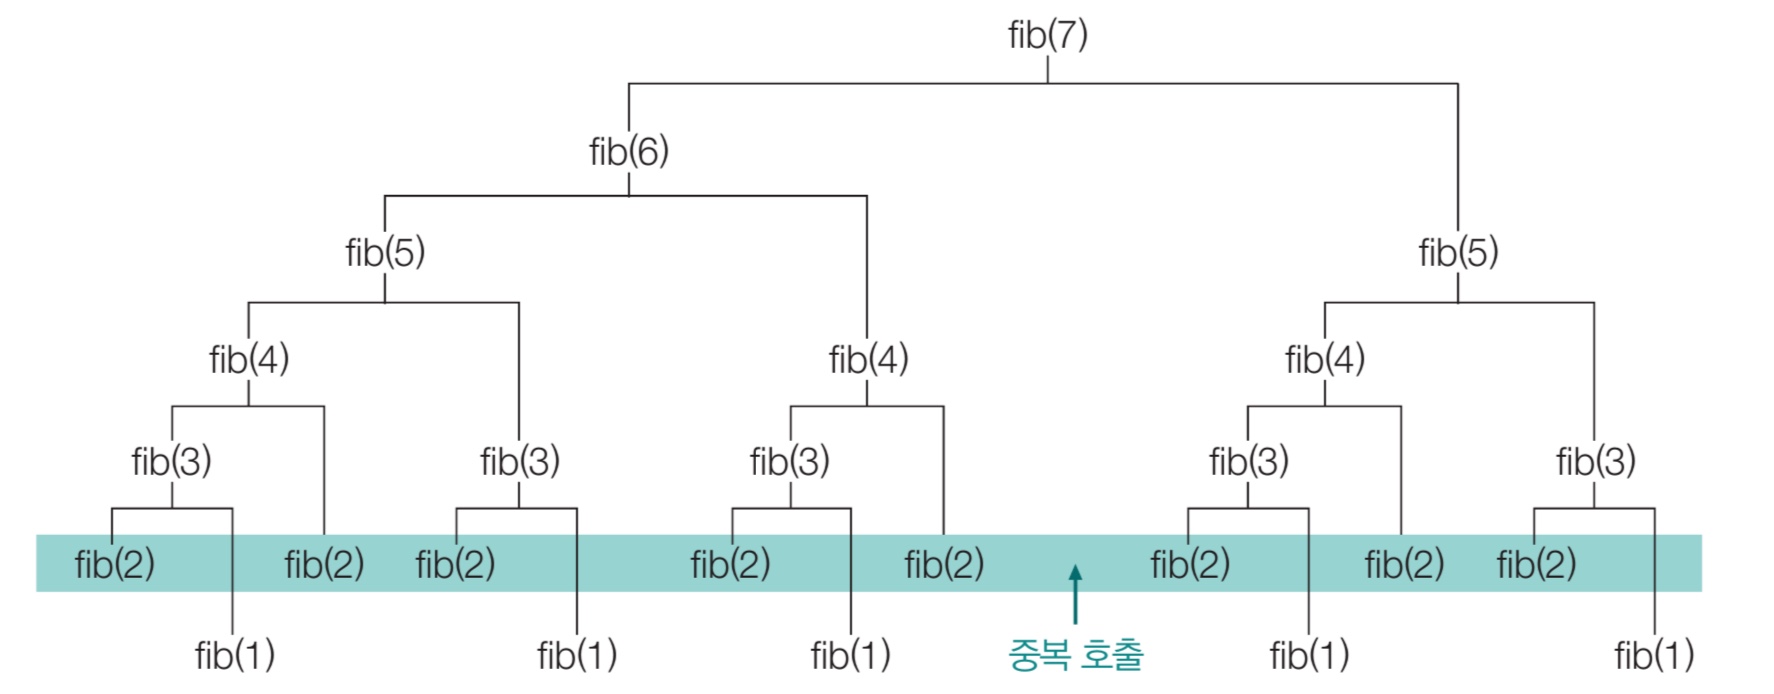 fib(7)
fib(6)
fib(5) fib(5)
fib(4) fib(4) fib(4)
fib(3) fib(3) fib(3) fib(3) fib(3)
fib(2) fib(2) fib(2) fib(2) fib(2) fib(2) fib(2) fib(2)
fib(1) fib(1) fib(1) 중복 호출 fib(1) fib(1)